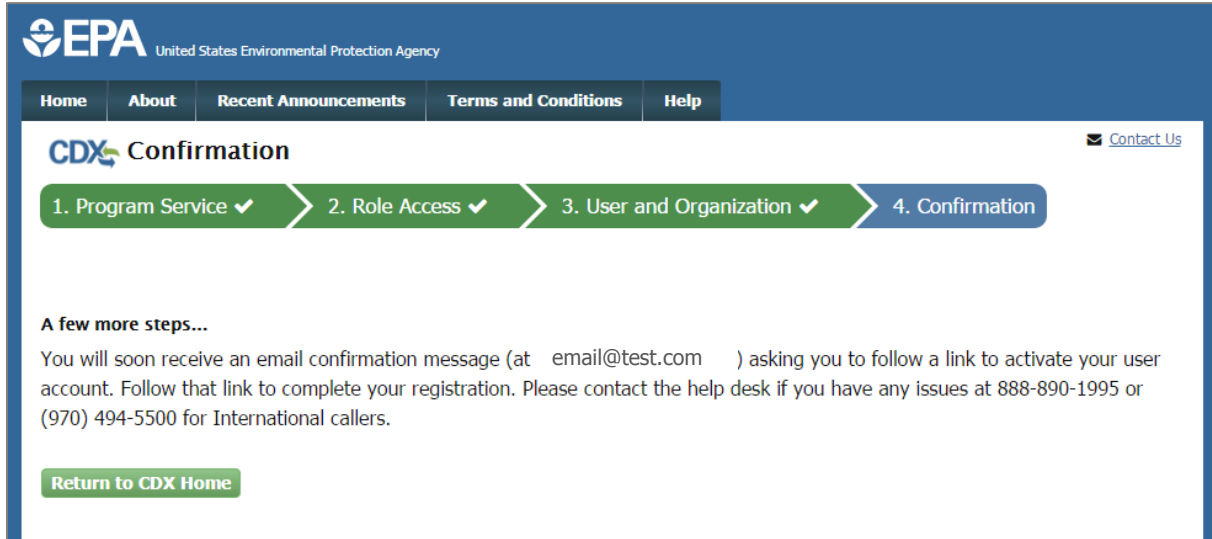 EPA United States Environmental Protection Agency
Home About Recent Announcements Terms and Conditions Help
CDX Confirmation Contact Us
1. Program Service ✔ 2. Role Access ✔ 3. User and Organization ✔ 4. Confirmation
A few more steps...
You will soon receive an email confirmation message (at email@test.com ) asking you to follow a link to activate your user
account. Follow that link to complete your registration. Please contact the help desk if you have any issues at 888-890-1995 or
(970) 494-5500 for International callers.
Return to CDX Home